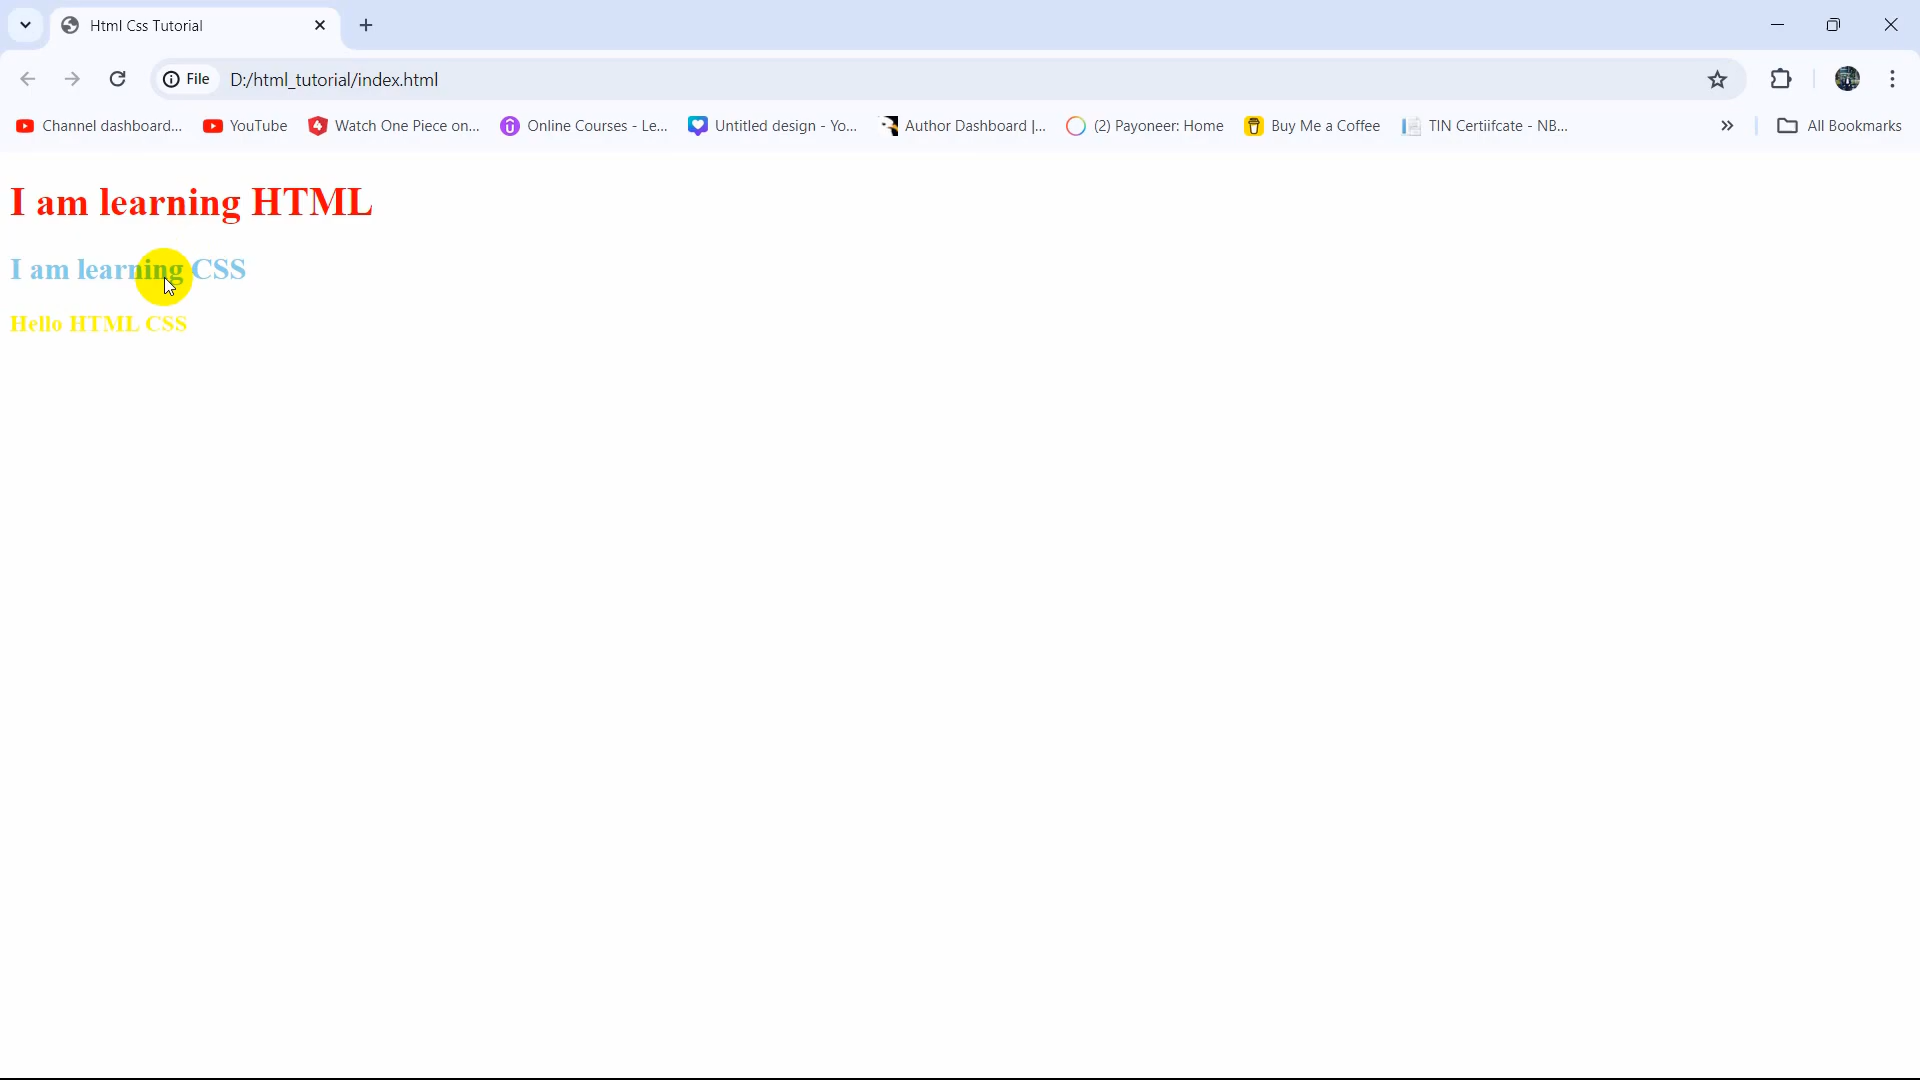 Html Css Tutorial
File D:/html_tutorial/index.html
Channel dashboard... YouTube Watch One Piece on... Online Courses - Le... Untitled design - Yo... Author Dashboard |... (2) Payoneer: Home Buy Me a Coffee TIN Certiifcate - NB... All Bookmarks
I am learning HTML
I am learning CSS
Hello HTML CSS